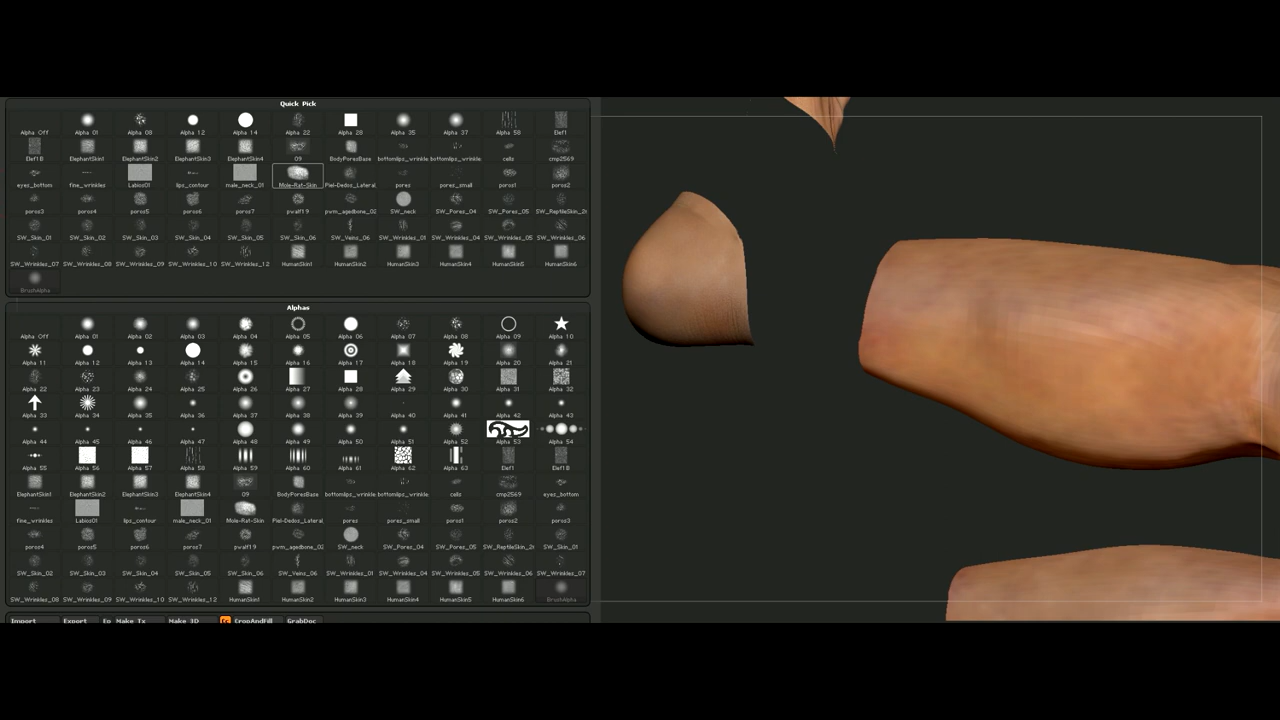 Quick Pick
Alpha Off Alpha 01 Alpha 08 Alpha 12 Alpha 14 Alpha 22 Alpha 28 Alpha 35 Alpha 37 Alpha 58 Elef1
Elef1B ElephantSkin1 ElephantSkin2 ElephantSkin3 ElephantSkin4 09 BodyPoresBase bottomlips_wrinkle bottomlips_wrinkle cells cmp2569
eyes_bottom fine_wrinkles Labios01 lips_contour male_neck_01 Mole-Rat-Skin Piel-Dedos_Lateral pores pores_small poros1 poros2
poros3 poros4 poros5 poros6 poros7 pwalf19 pwm_agedbone_02 SW_neck SW_Pores_04 SW_Pores_05 SW_ReptileSkin_2
SW_Skin_01 SW_Skin_02 SW_Skin_03 SW_Skin_04 SW_Skin_05 SW_Skin_06 SW_Veins_06 SW_Wrinkles_01 SW_Wrinkles_04 SW_Wrinkles_05 SW_Wrinkles_06
SW_Wrinkles_07 SW_Wrinkles_08 SW_Wrinkles_09 SW_Wrinkles_10 SW_Wrinkles_12 HumanSkin1 HumanSkin2 HumanSkin3 HumanSkin4 HumanSkin5 HumanSkin6
BrushAlpha
Alphas
Alpha Off Alpha 01 Alpha 02 Alpha 03 Alpha 04 Alpha 05 Alpha 06 Alpha 07 Alpha 08 Alpha 09 Alpha 10
Alpha 11 Alpha 12 Alpha 13 Alpha 14 Alpha 15 Alpha 16 Alpha 17 Alpha 18 Alpha 19 Alpha 20 Alpha 21
Alpha 22 Alpha 23 Alpha 24 Alpha 25 Alpha 26 Alpha 27 Alpha 28 Alpha 29 Alpha 30 Alpha 31 Alpha 32
Alpha 33 Alpha 34 Alpha 35 Alpha 36 Alpha 37 Alpha 38 Alpha 39 Alpha 40 Alpha 41 Alpha 42 Alpha 43
Alpha 44 Alpha 45 Alpha 46 Alpha 47 Alpha 48 Alpha 49 Alpha 50 Alpha 51 Alpha 52 Alpha 53 Alpha 54
Alpha 55 Alpha 56 Alpha 57 Alpha 58 Alpha 59 Alpha 60 Alpha 61 Alpha 62 Alpha 63 Elef1 Elef1B
ElephantSkin1 ElephantSkin2 ElephantSkin3 ElephantSkin4 09 BodyPoresBase bottomlips_wrinkle bottomlips_wrinkle cells cmp2569 eyes_bottom
fine_wrinkles Labios01 lips_contour male_neck_01 Mole-Rat-Skin Piel-Dedos_Lateral pores pores_small poros1 poros2 poros3
poros4 poros5 poros6 poros7 pwalf19 pwm_agedbone_02 SW_neck SW_Pores_04 SW_Pores_05 SW_ReptileSkin_2 SW_Skin_01
SW_Skin_02 SW_Skin_03 SW_Skin_04 SW_Skin_05 SW_Skin_06 SW_Veins_06 SW_Wrinkles_01 SW_Wrinkles_04 SW_Wrinkles_05 SW_Wrinkles_06 SW_Wrinkles_07
SW_Wrinkles_08 SW_Wrinkles_09 SW_Wrinkles_10 SW_Wrinkles_12 HumanSkin1 HumanSkin2 HumanSkin3 HumanSkin4 HumanSkin5 HumanSkin6 BrushAlpha
Import Export Ep Make Tx Make 3D Cc CropAndFill GrabDoc